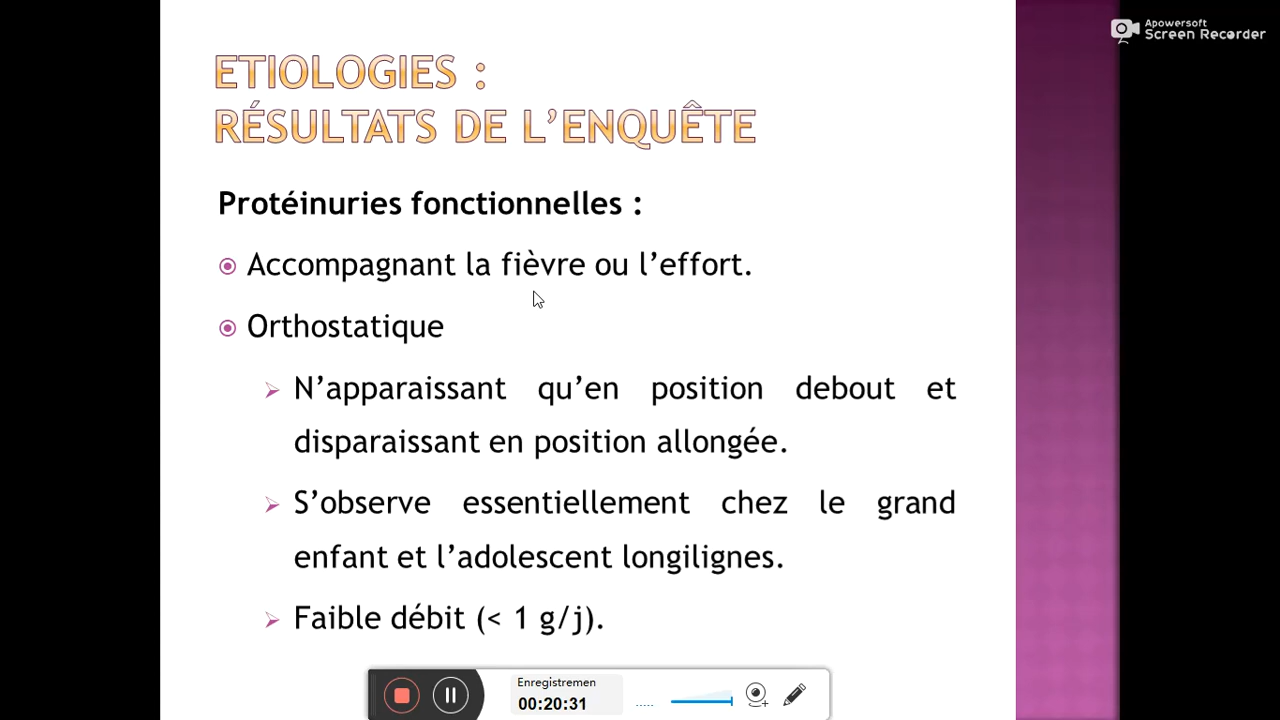 Apowersoft
Screen Recorder
ETIOLOGIES :
RÉSULTATS DE L’ENQUÊTE
Protéinuries fonctionnelles :
Accompagnant la fièvre ou l’effort.
Orthostatique
N’apparaissant qu’en position debout et
disparaissant en position allongée.
S’observe essentiellement chez le grand
enfant et l’adolescent longilignes.
Faible débit (< 1 g/j).
Enregistremen
00:20:31